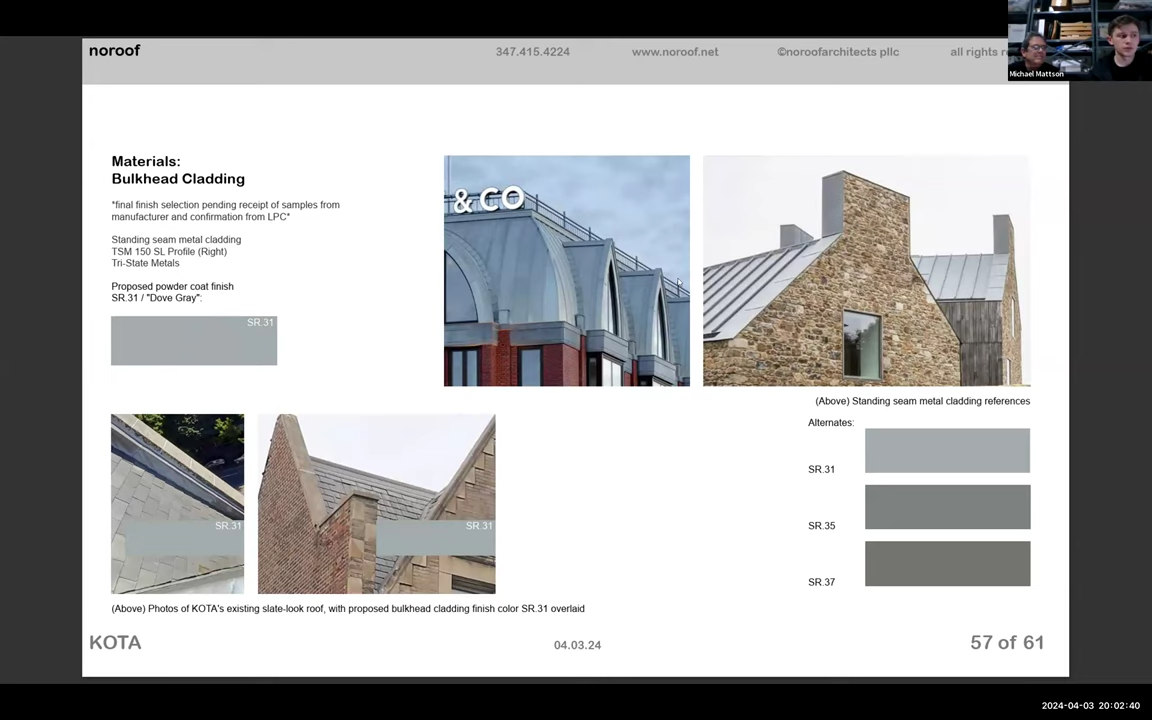 noroof
347.415.4224
www.noroof.net
©noroofarchitects pllc
all rights
Michael Mattson
Materials:
Bulkhead Cladding
*final finish selection pending receipt of samples from
manufacturer and confirmation from LPC*
Standing seam metal cladding
TSM 150 SL Profile (Right)
Tri-State Metals
Proposed powder coat finish
SR.31 / "Dove Gray":
SR.31
& CO
(Above) Standing seam metal cladding references
Alternates:
SR.31
SR.35
SR.37
SR.31
SR.31
(Above) Photos of KOTA's existing slate-look roof, with proposed bulkhead cladding finish color SR.31 overlaid
KOTA
04.03.24
57 of 61
2024-04-03 20:02:40